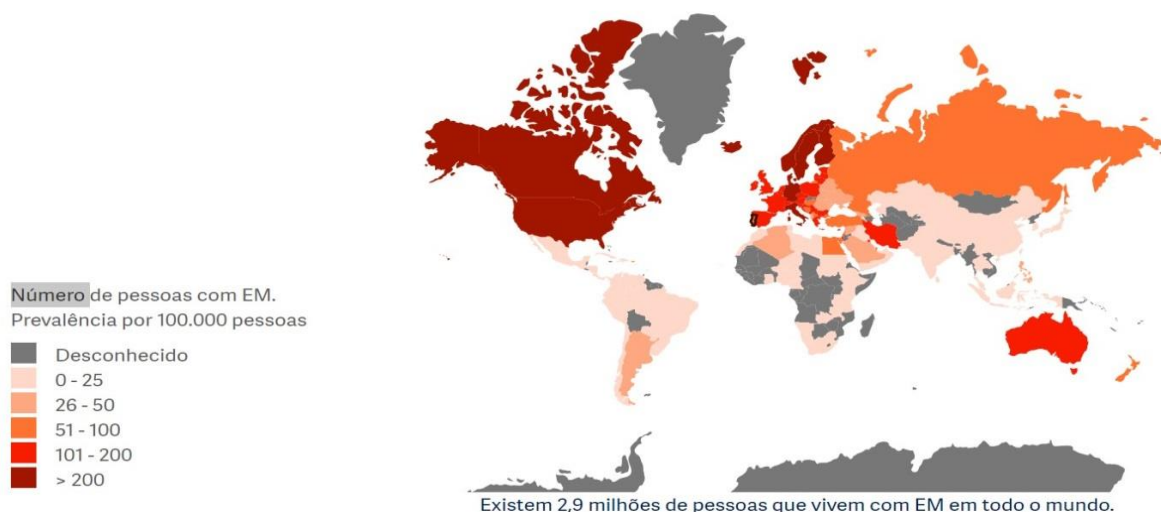 Número de pessoas com EM.
Prevalência por 100.000 pessoas
Desconhecido
0 - 25
26 - 50
51 - 100
101 - 200
> 200
Existem 2,9 milhões de pessoas que vivem com EM em todo o mundo.